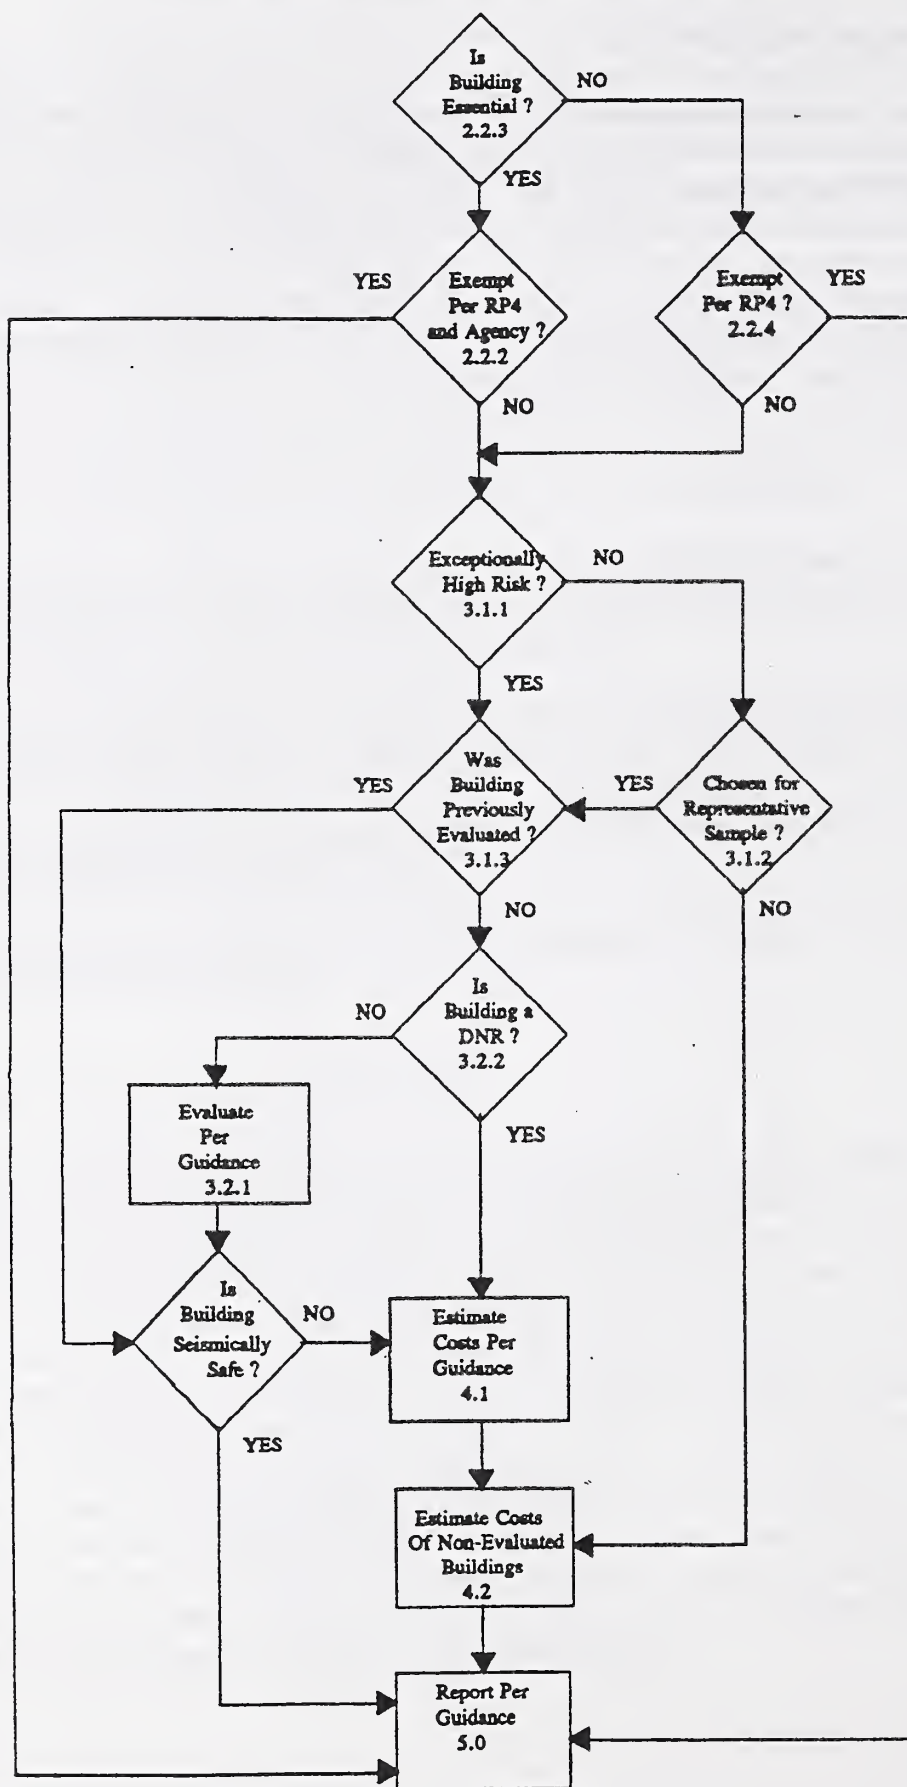 Is
Building
Essential ?
2.2.3
NO
YES
YES
Exempt
Per RP4
and Agency ?
2.2.2
Exempt
Per RP4 ?
2.2.4
YES
NO
NO
Exceptionally
High Risk ?
3.1.1
NO
YES
YES
Was
Building
Previously
Evaluated ?
3.1.3
YES
Chosen for
Representative
Sample ?
3.1.2
NO
NO
NO
Is
Building a
DNR ?
3.2.2
YES
Evaluate
Per
Guidance
3.2.1
Is
Building
Seismically
Safe ?
NO
YES
Estimate
Costs Per
Guidance
4.1
Estimate Costs
Of Non-Evaluated
Buildings
4.2
Report Per
Guidance
5.0